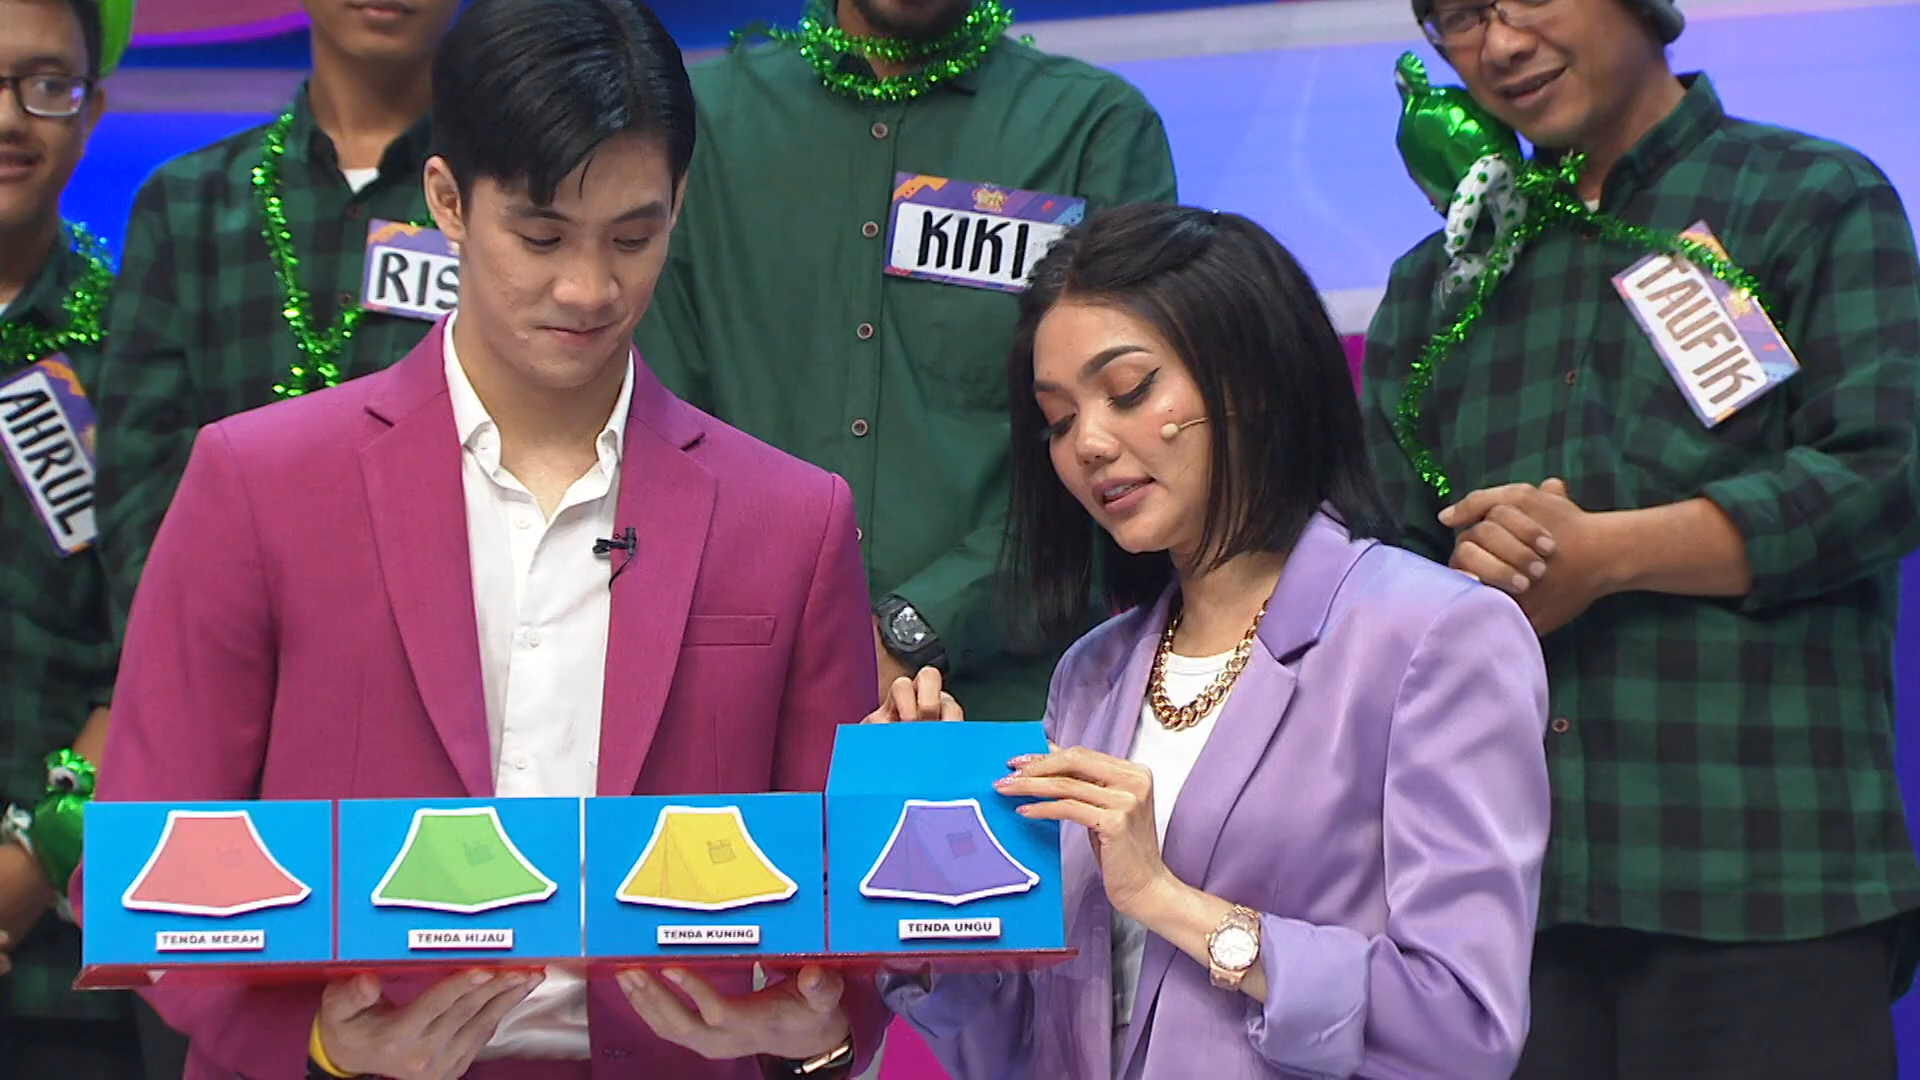 AHRUL
RIS
KIKI
TAUFIK
TENDA MERAH
TENDA HIJAU
TENDA KUNING
TENDA UNGU